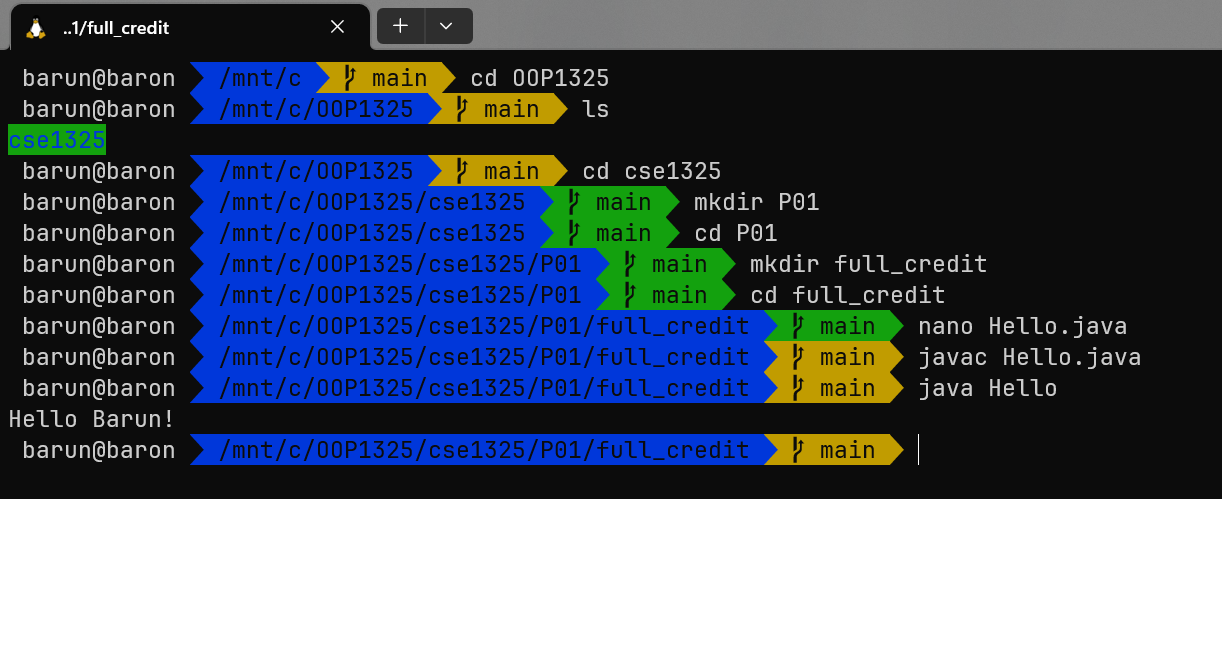 ..1/full_credit
barun@baron /mnt/c main cd OOP1325
barun@baron /mnt/c/OOP1325 main ls
cse1325
barun@baron /mnt/c/OOP1325 main cd cse1325
barun@baron /mnt/c/OOP1325/cse1325 main mkdir P01
barun@baron /mnt/c/OOP1325/cse1325 main cd P01
barun@baron /mnt/c/OOP1325/cse1325/P01 main mkdir full_credit
barun@baron /mnt/c/OOP1325/cse1325/P01 main cd full_credit
barun@baron /mnt/c/OOP1325/cse1325/P01/full_credit main nano Hello.java
barun@baron /mnt/c/OOP1325/cse1325/P01/full_credit main javac Hello.java
barun@baron /mnt/c/OOP1325/cse1325/P01/full_credit main java Hello
Hello Barun!
barun@baron /mnt/c/OOP1325/cse1325/P01/full_credit main